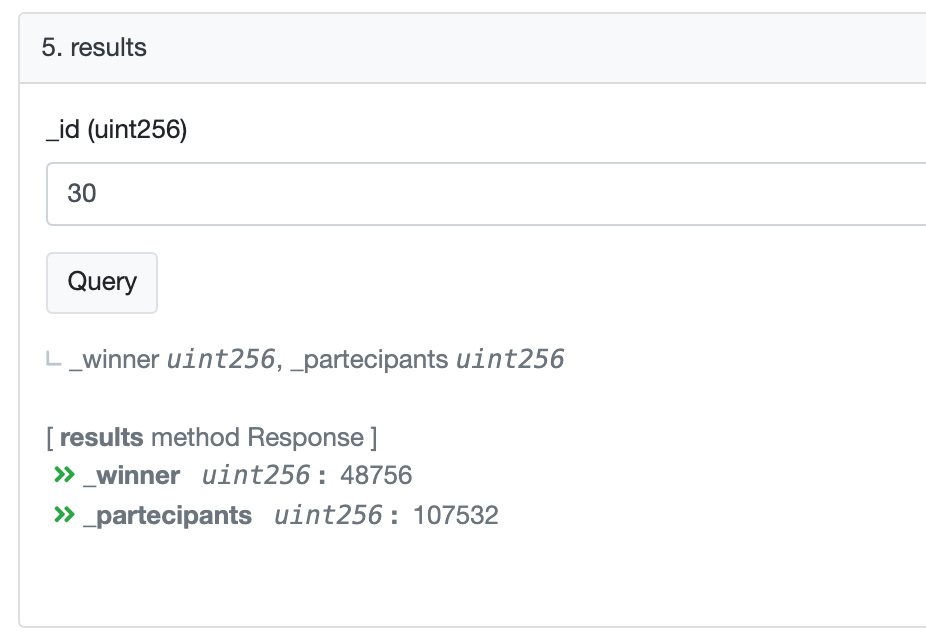 5. results
_id (uint256)
30
Query
_winner uint256, _partecipants uint256
[ results method Response ]
_winner uint256 : 48756
_partecipants uint256 : 107532